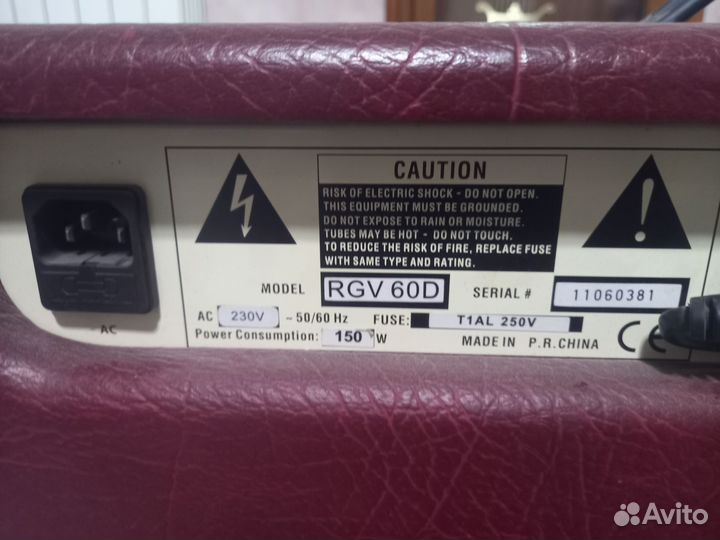 CAUTION
RISK OF ELECTRIC SHOCK - DO NOT OPEN.
THIS EQUIPMENT MUST BE GROUNDED.
DO NOT EXPOSE TO RAIN OR MOISTURE.
TUBES MAY BE HOT - DO NOT TOUCH.
TO REDUCE THE RISK OF FIRE, REPLACE FUSE
WITH SAME TYPE AND RATING.
MODEL RGV 60D SERIAL # 11060381
AC 230V ~ 50/60 Hz FUSE: T1AL 250V
Power Consumption: 150 W MADE IN P.R.CHINA CE
AC
Avito